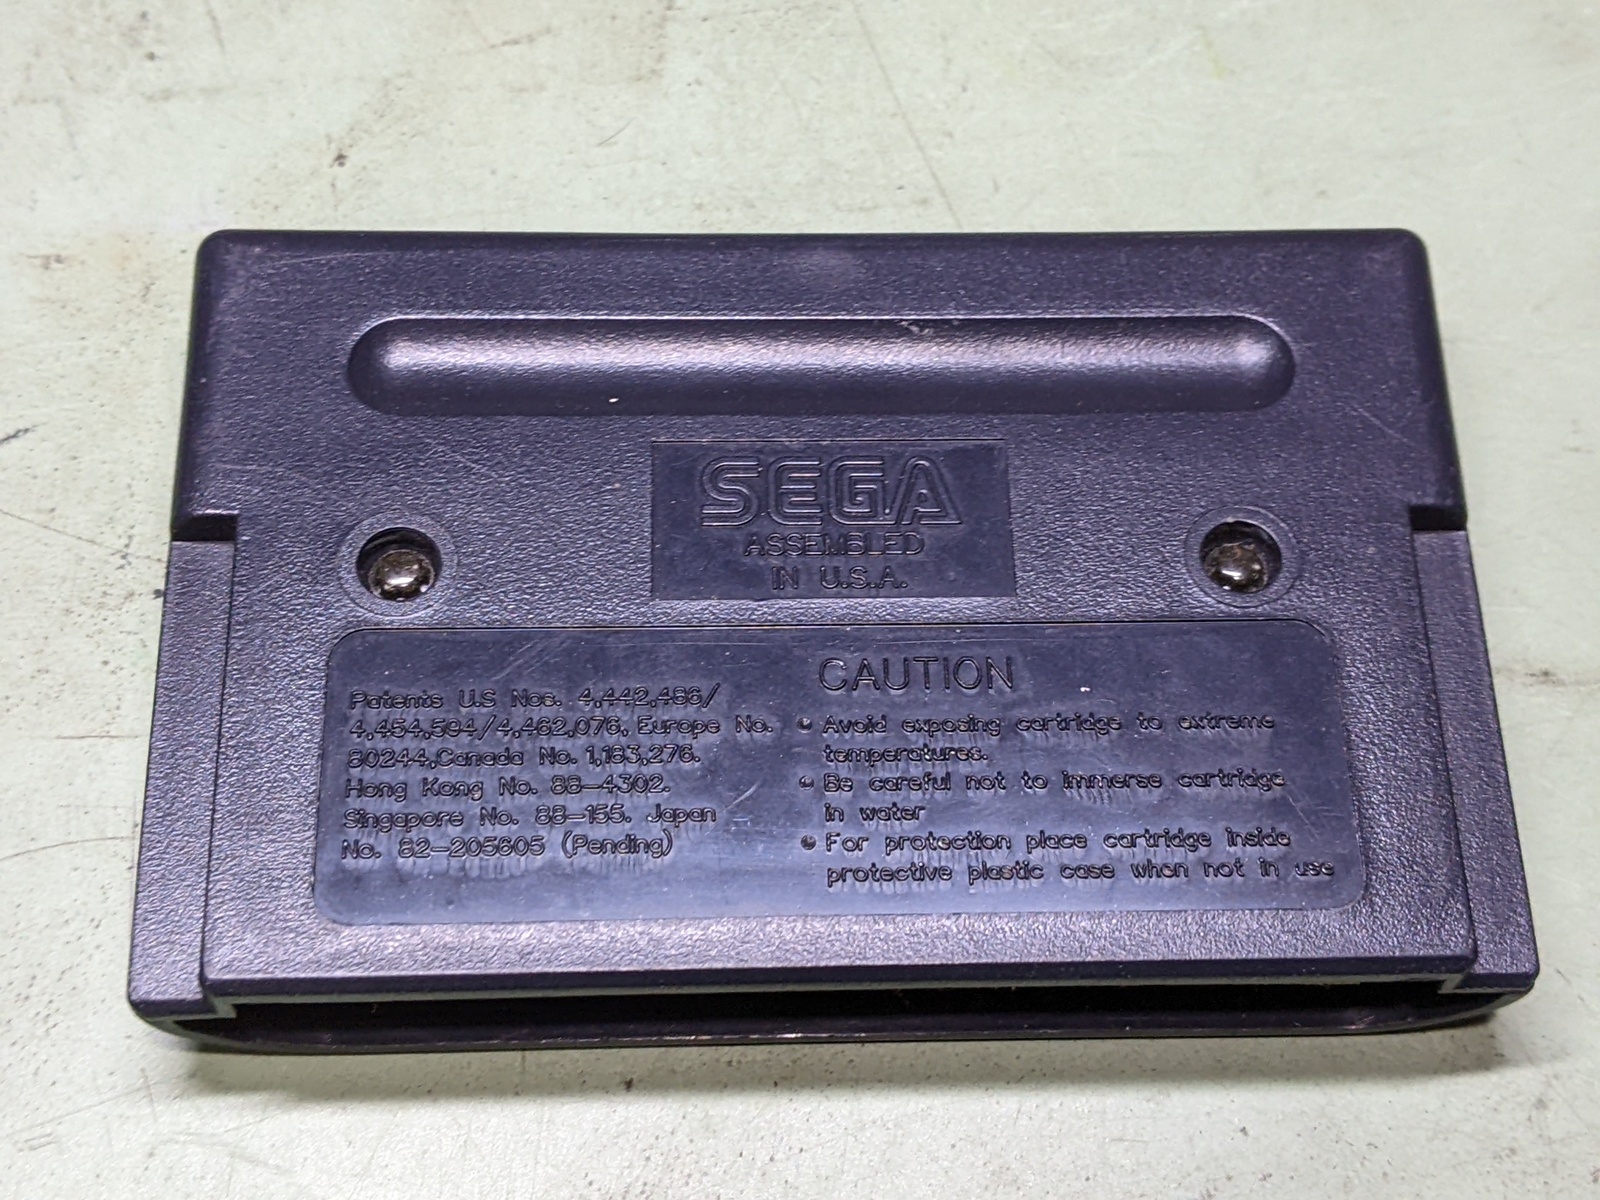 SEGA
ASSEMBLED
IN U.S.A.
Patents U.S Nos. 4,442,486/
4,454,594/4,462,076, Europe No.
80244,Canada No. 1,183,276.
Hong Kong No. 88-4302.
Singapore No. 88-155. Japan
No. 82-205605 (Pending)
CAUTION
• Avoid exposing cartridge to extreme
temperatures.
• Be careful not to immerse cartridge
in water
• For protection place cartridge inside
protective plastic case when not in use